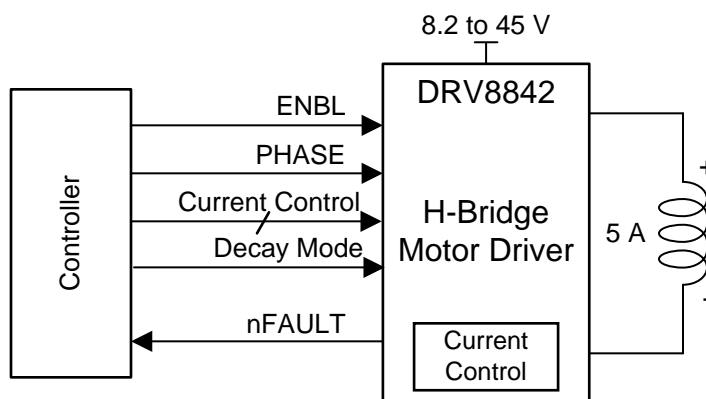 8.2 to 45 V
DRV8842
Controller
ENBL
PHASE
Current Control
Decay Mode
nFAULT
H-Bridge
Motor Driver
Current
Control
5 A
+
-